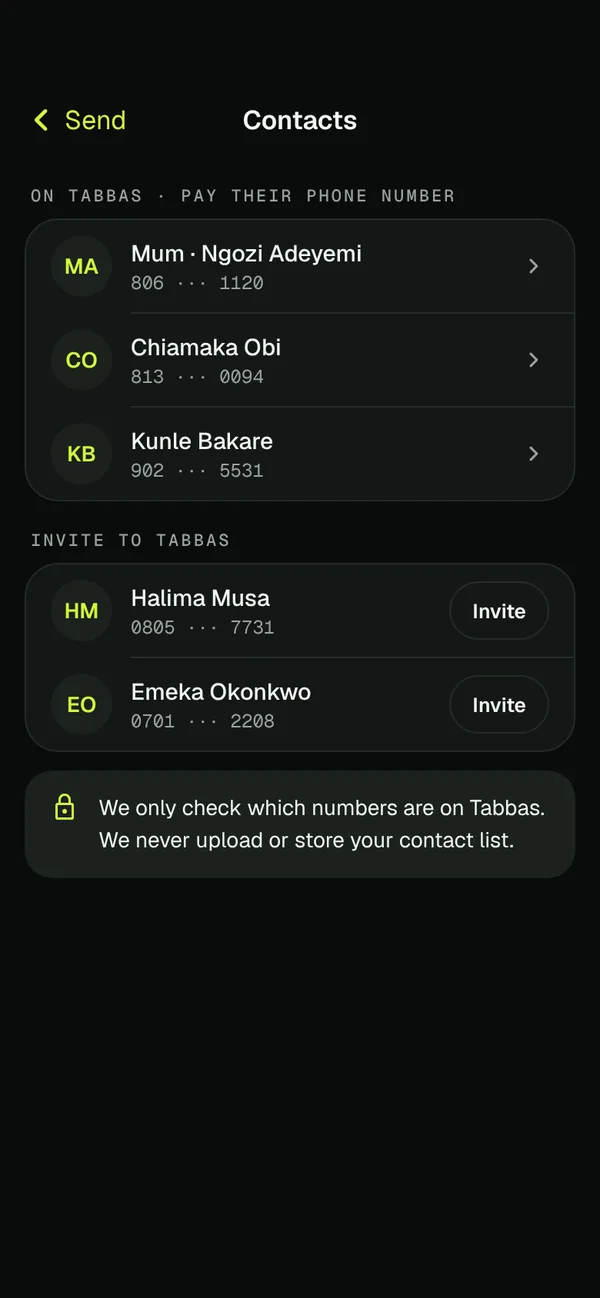 Send
Contacts
ON TABBAS · PAY THEIR PHONE NUMBER
MA
Mum · Ngozi Adeyemi
806 ··· 1120
CO
Chiamaka Obi
813 ··· 0094
KB
Kunle Bakare
902 ··· 5531
INVITE TO TABBAS
HM
Halima Musa
0805 ··· 7731
Invite
EO
Emeka Okonkwo
0701 ··· 2208
Invite
We only check which numbers are on Tabbas.
We never upload or store your contact list.